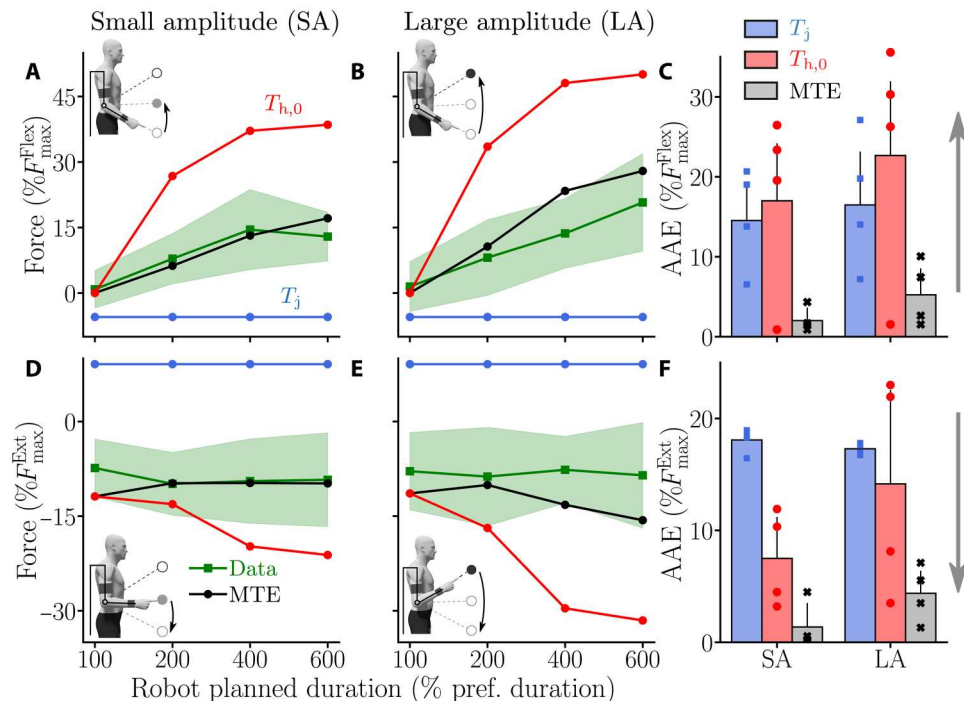 Small amplitude (SA)
Large amplitude (LA)
T_j
T_h,0
MTE
A
B
C
Force (%F_max^Flex)
45
30
15
0
T_h,0
T_j
AAE (%F_max^Flex)
30
20
10
0
D
E
F
Force (%F_max^Ext)
0
-15
-30
Data
MTE
AAE (%F_max^Ext)
20
10
0
100 200 400 600
100 200 400 600
SA LA
Robot planned duration (% pref. duration)